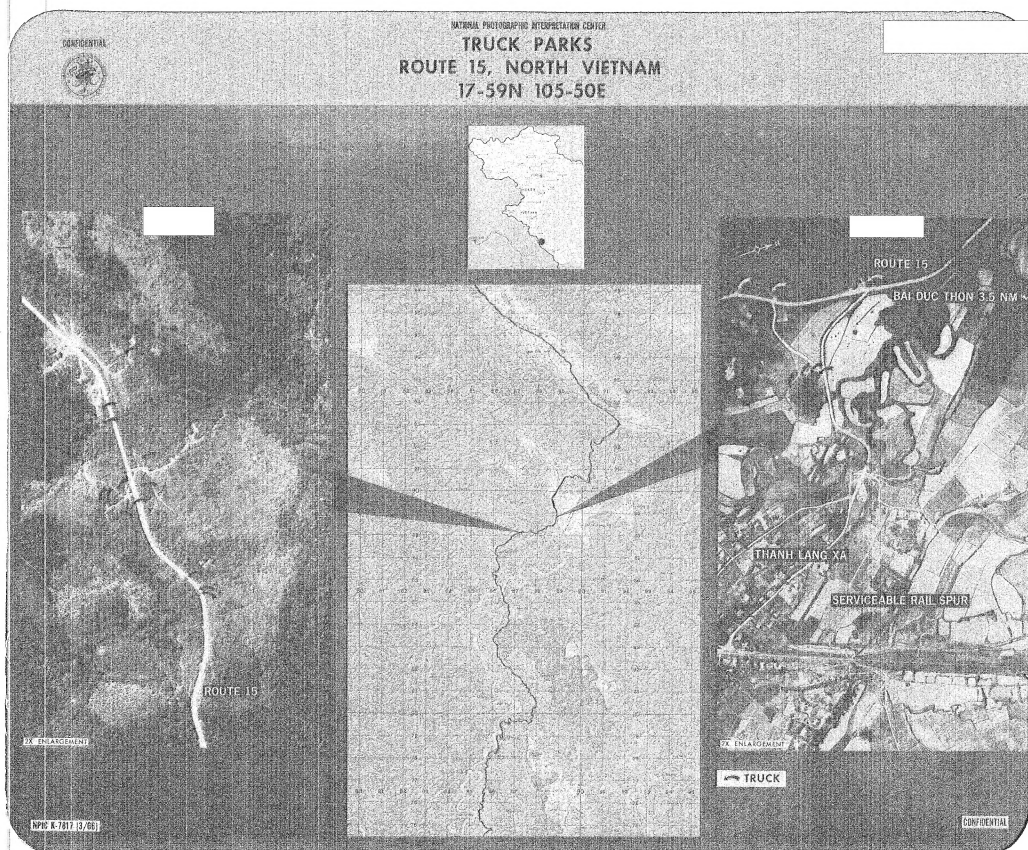 NATIONAL PHOTOGRAPHIC INTERPRETATION CENTER
CONFIDENTIAL
TRUCK PARKS
ROUTE 15, NORTH VIETNAM
17-59N 105-50E
ROUTE 15
BAI DUC THON 3.5 NM
THANH LANG XA
SERVICEABLE RAIL SPUR
ROUTE 15
2X ENLARGEMENT
TRUCK
NPIC K-7817 (3/66)
CONFIDENTIAL